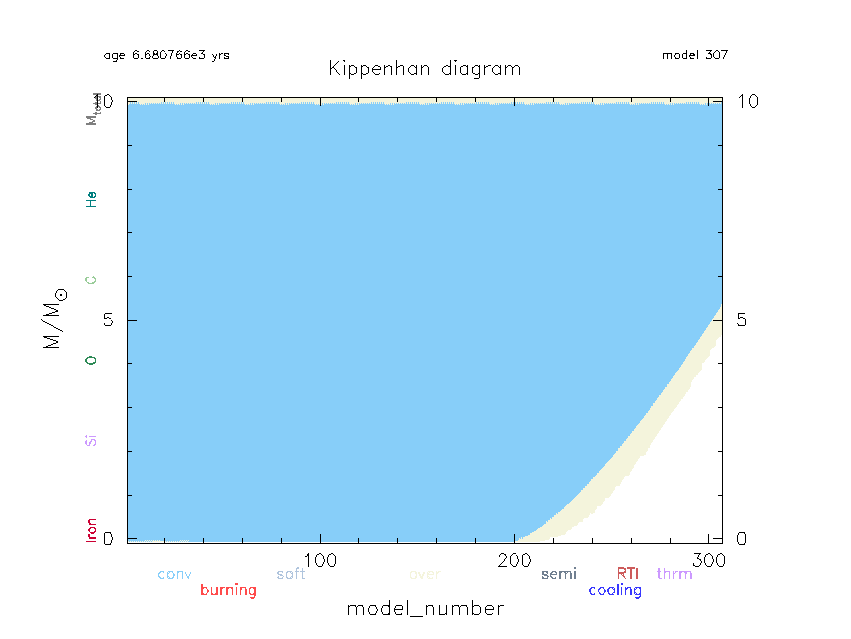 age 6.680766e3 yrs
model 307
Kippenhan diagram
M_total
10
10
He
C
M/M☉
5
5
O
Si
Iron
0
0
100
200
300
conv
soft
over
semi
RTI
thrm
burning
cooling
model_number